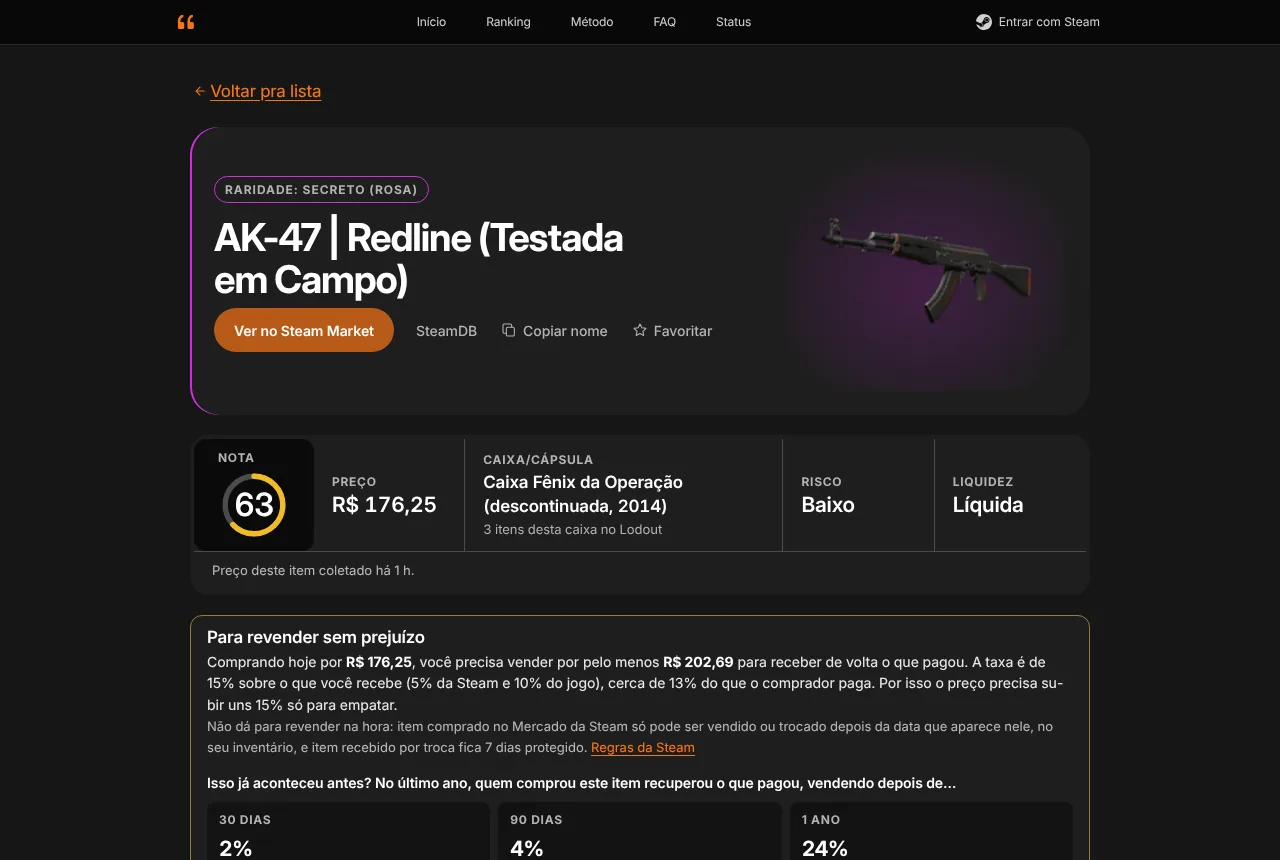 Início
Ranking
Método
FAQ
Status
Entrar com Steam
← Voltar pra lista
RARIDADE: SECRETO (ROSA)
AK-47 | Redline (Testada
em Campo)
Ver no Steam Market
SteamDB
Copiar nome
Favoritar
NOTA
63
PREÇO
R$ 176,25
CAIXA/CÁPSULA
Caixa Fênix da Operação
(descontinuada, 2014)
3 itens desta caixa no Lodout
RISCO
Baixo
LIQUIDEZ
Líquida
Preço deste item coletado há 1 h.
Para revender sem prejuízo
Comprando hoje por R$ 176,25, você precisa vender por pelo menos R$ 202,69 para receber de volta o que pagou. A taxa é de
15% sobre o que você recebe (5% da Steam e 10% do jogo), cerca de 13% do que o comprador paga. Por isso o preço precisa su-
bir uns 15% só para empatar.
Não dá para revender na hora: item comprado no Mercado da Steam só pode ser vendido ou trocado depois da data que aparece nele, no
seu inventário, e item recebido por troca fica 7 dias protegido. Regras da Steam
Isso já aconteceu antes? No último ano, quem comprou este item recuperou o que pagou, vendendo depois de...
30 DIAS
2%
90 DIAS
4%
1 ANO
24%